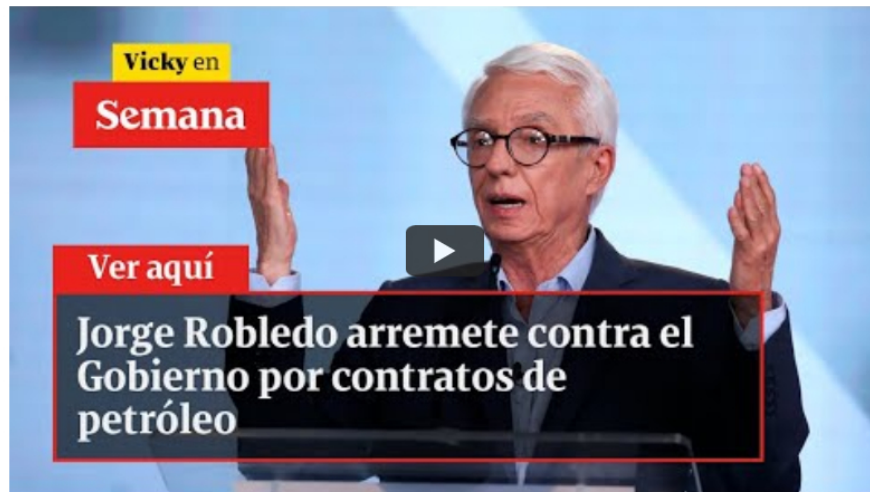 Vicky en
Semana
Ver aquí
Jorge Robledo arremete contra el
Gobierno por contratos de
petróleo